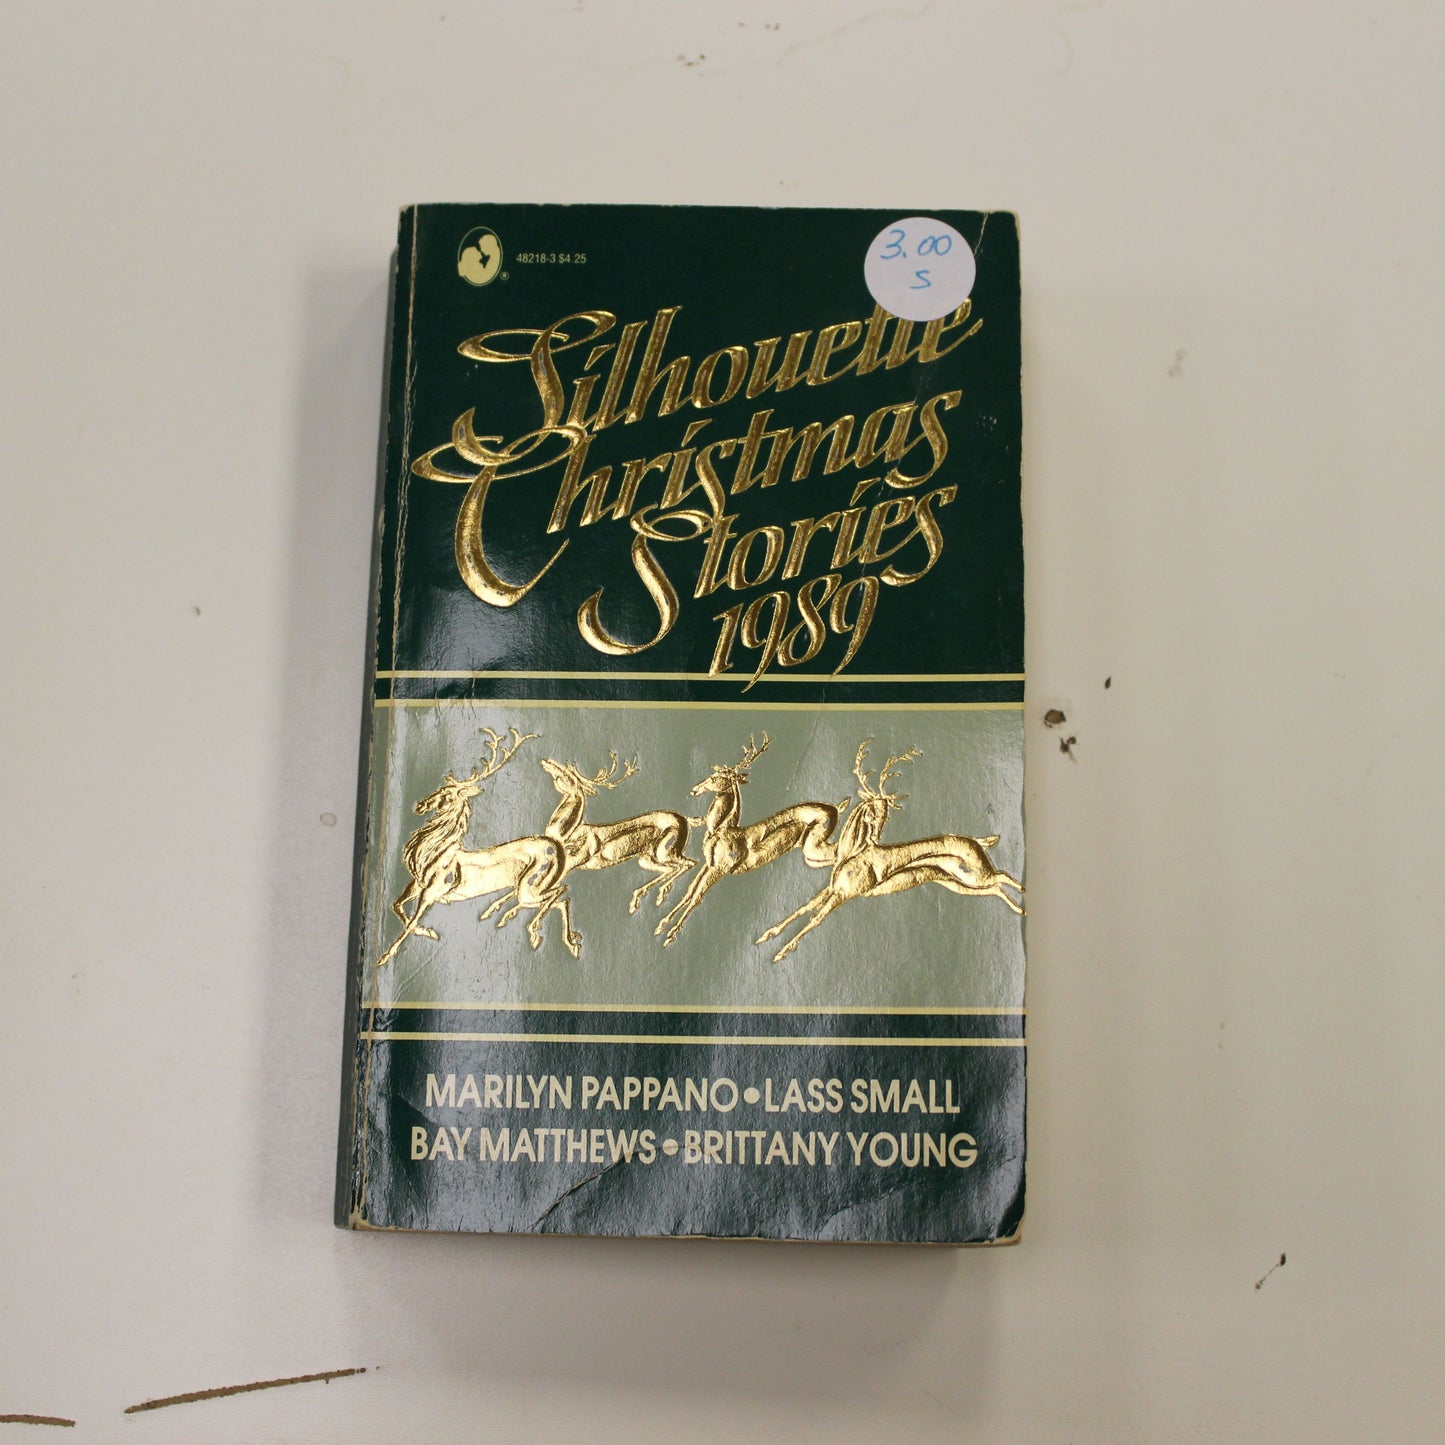 48218-3 $4.25
3.00
S
Silhouette
Christmas
Stories
1989
MARILYN PAPPANO•LASS SMALL
BAY MATTHEWS•BRITTANY YOUNG